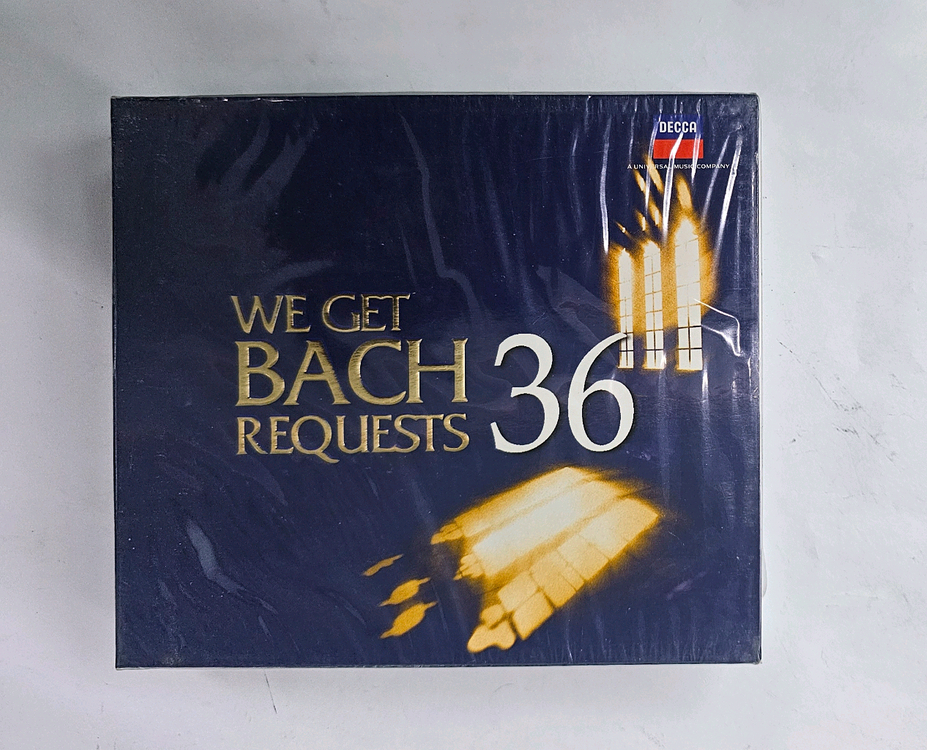 DECCA
A UNIVERSAL MUSIC COMPANY
WE GET
BACH
REQUESTS
36